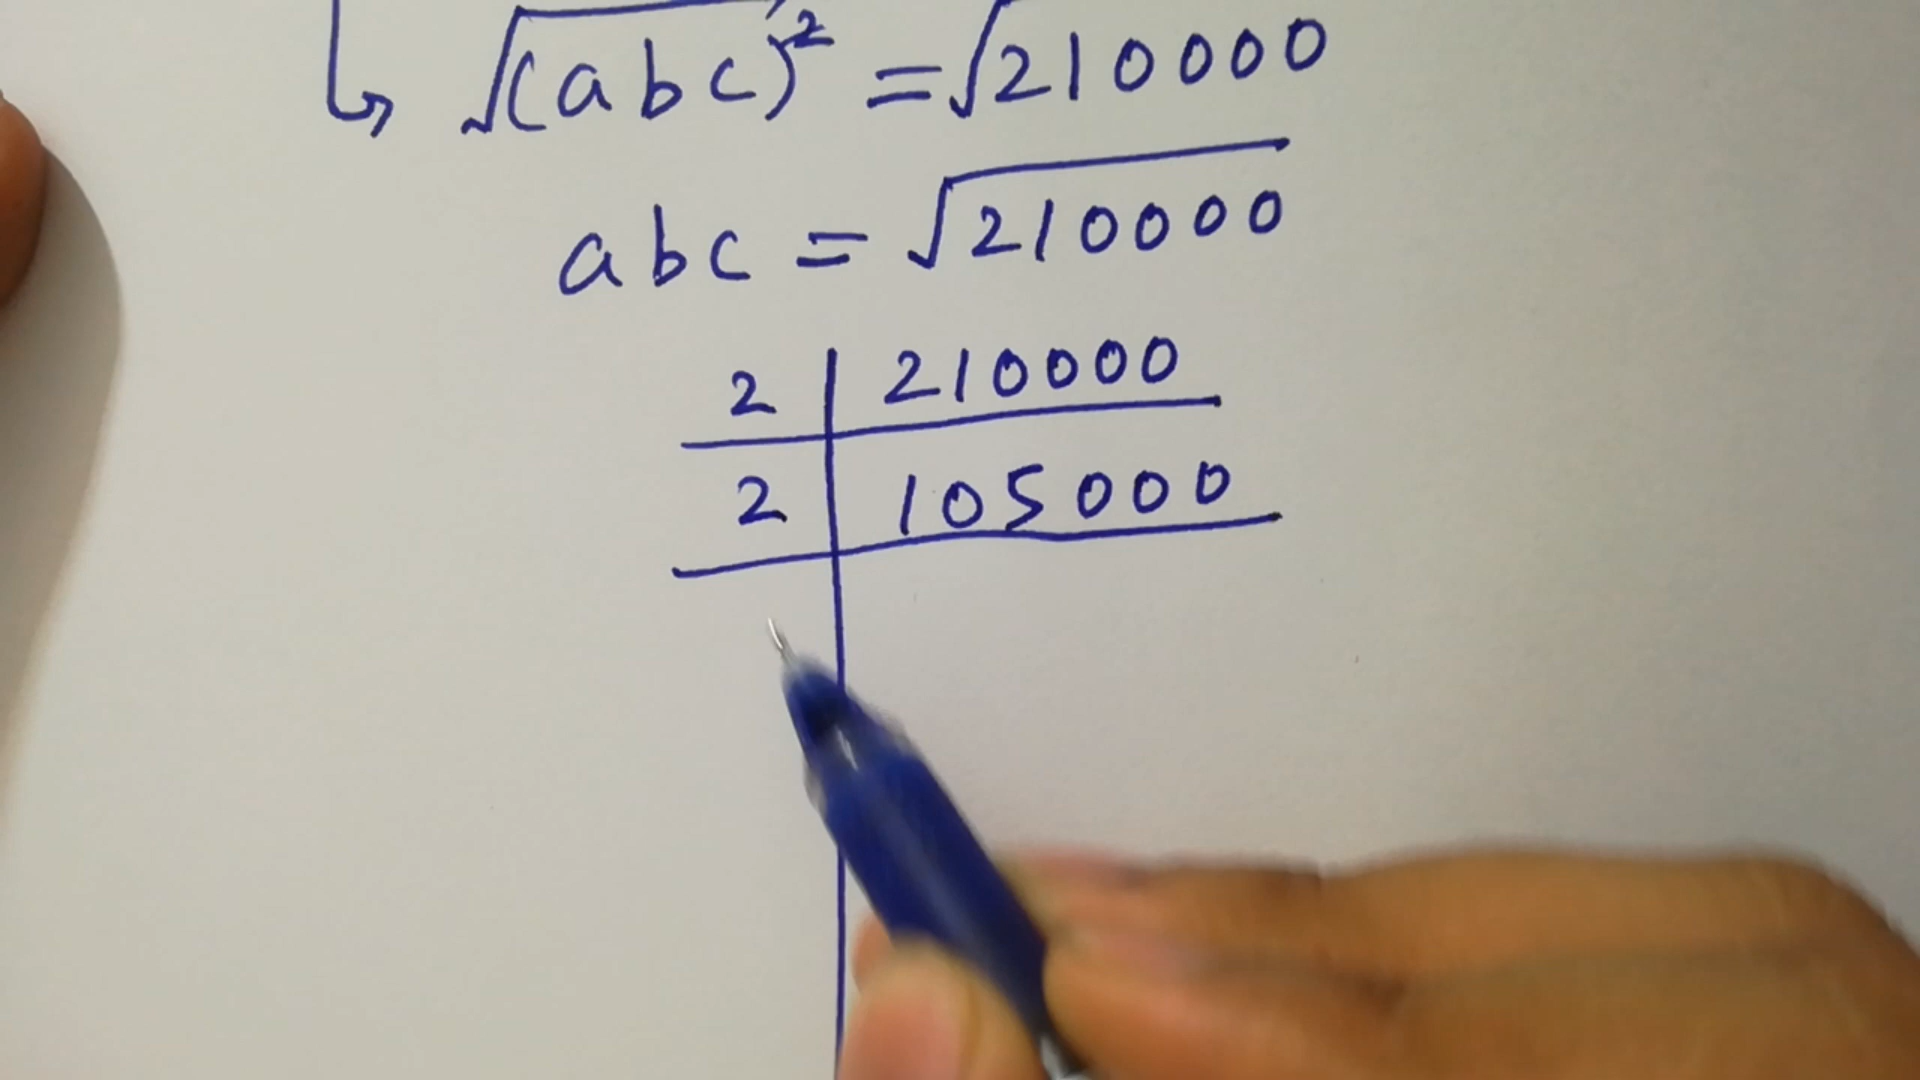 ↳ √(abc)² = √210000
abc = √210000
2 | 210000
2 | 105000